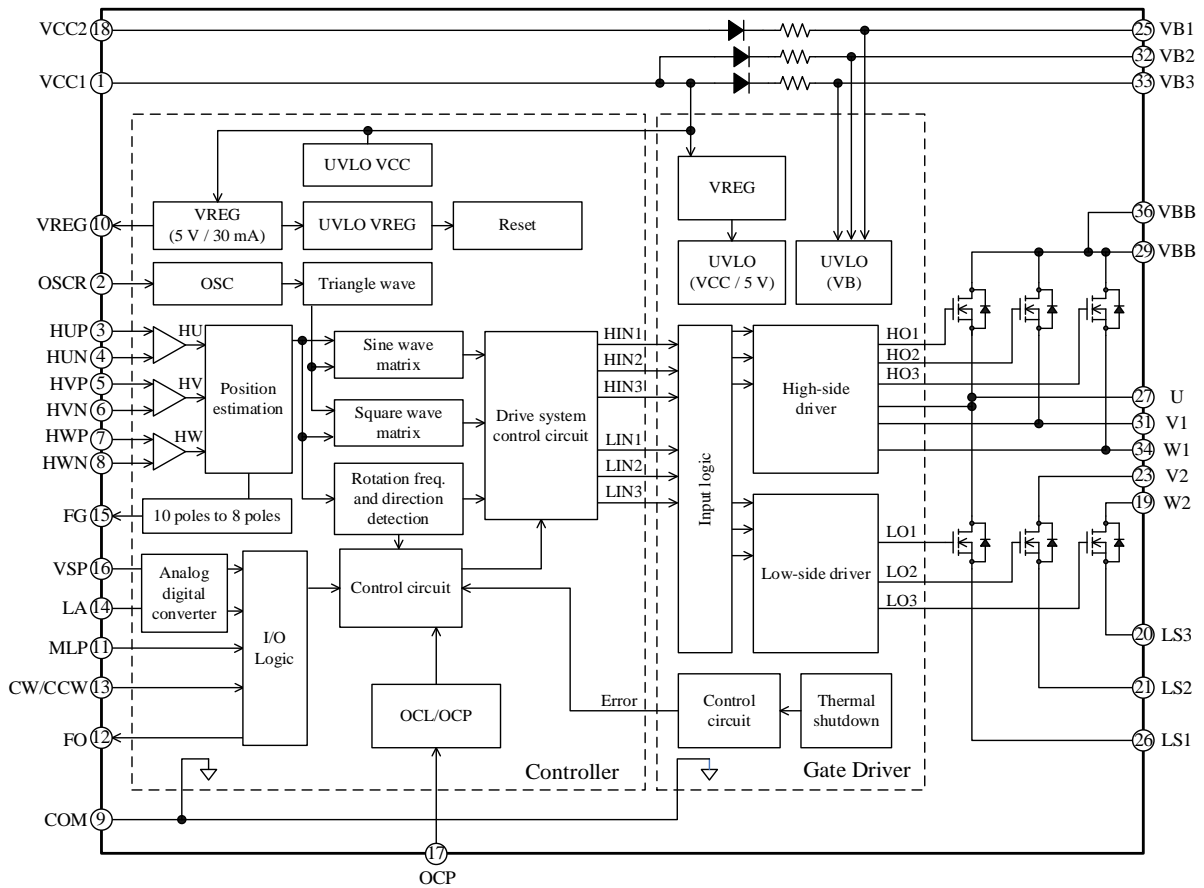 VCC2 18
25 VB1
32 VB2
VCC1 1
33 VB3
UVLO VCC
VREG
VREG 10
VREG
(5 V / 30 mA)
UVLO VREG
Reset
36 VBB
29 VBB
UVLO
(VCC / 5 V)
UVLO
(VB)
OSCR 2
OSC
Triangle wave
HUP 3
HU
HUN 4
HVP 5
HV
HVN 6
HWP 7
HW
HWN 8
Position
estimation
Sine wave
matrix
Square wave
matrix
Rotation freq.
and direction
detection
Drive system
control circuit
HIN1
HIN2
HIN3
LIN1
LIN2
LIN3
Input logic
High-side
driver
HO1
HO2
HO3
27 U
31 V1
34 W1
23 V2
19 W2
FG 15
10 poles to 8 poles
VSP 16
LA 14
Analog
digital
converter
MLP 11
CW/CCW 13
FO 12
I/O
Logic
Control circuit
Low-side driver
LO1
LO2
LO3
20 LS3
21 LS2
26 LS1
OCL/OCP
Error
Control
circuit
Thermal
shutdown
Controller
Gate Driver
COM 9
17
OCP